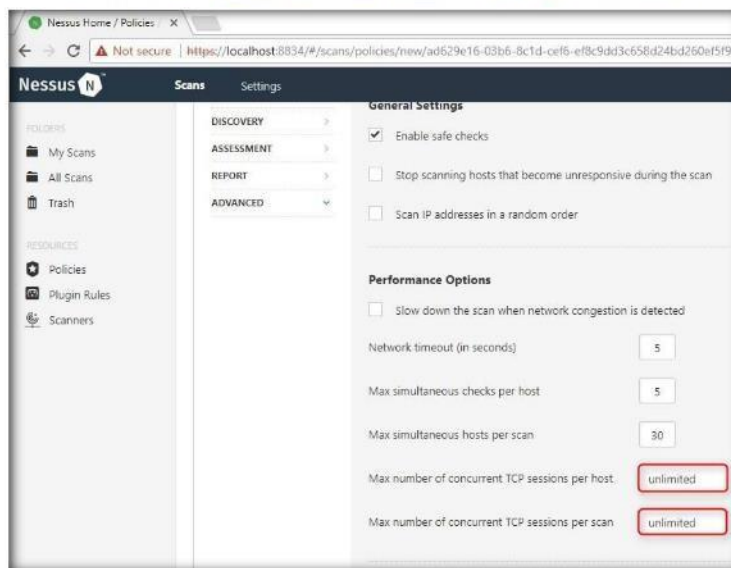 Nessus Home / Policies
Not secure | https://localhost:8834/#/scans/policies/new/ad629e16-03b6-8c1d-cef6-ef8c9dd3c658d24bd260ef5f9
Nessus N
Scans
Settings
FOLDERS
My Scans
All Scans
Trash
RESOURCES
Policies
Plugin Rules
Scanners
DISCOVERY
ASSESSMENT
REPORT
ADVANCED
General Settings
Enable safe checks
Stop scanning hosts that become unresponsive during the scan
Scan IP addresses in a random order
Performance Options
Slow down the scan when network congestion is detected
Network timeout (in seconds) 5
Max simultaneous checks per host 5
Max simultaneous hosts per scan 30
Max number of concurrent TCP sessions per host unlimited
Max number of concurrent TCP sessions per scan unlimited